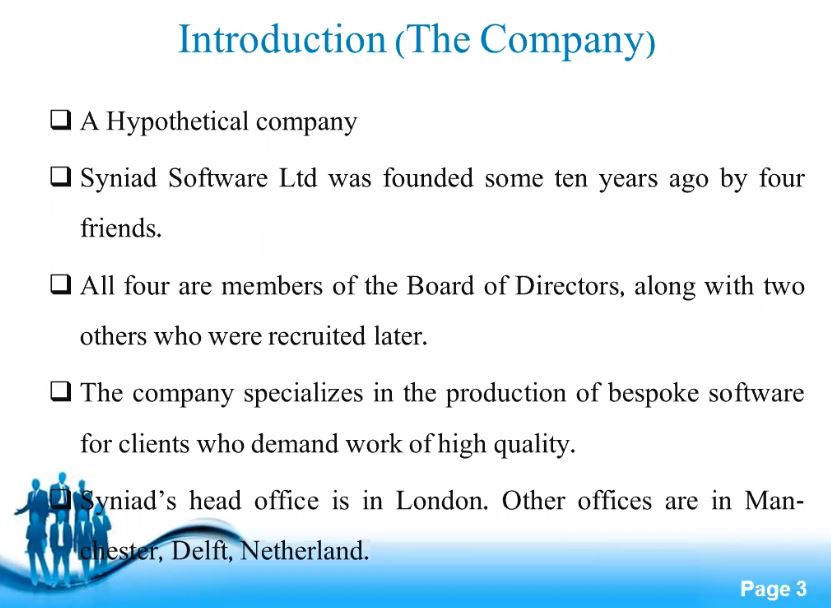 Introduction (The Company)
❑ A Hypothetical company
❑ Syniad Software Ltd was founded some ten years ago by four
friends.
❑ All four are members of the Board of Directors, along with two
others who were recruited later.
❑ The company specializes in the production of bespoke software
for clients who demand work of high quality.
❑ Syniad’s head office is in London. Other offices are in Man-
chester, Delft, Netherland.
Page 3